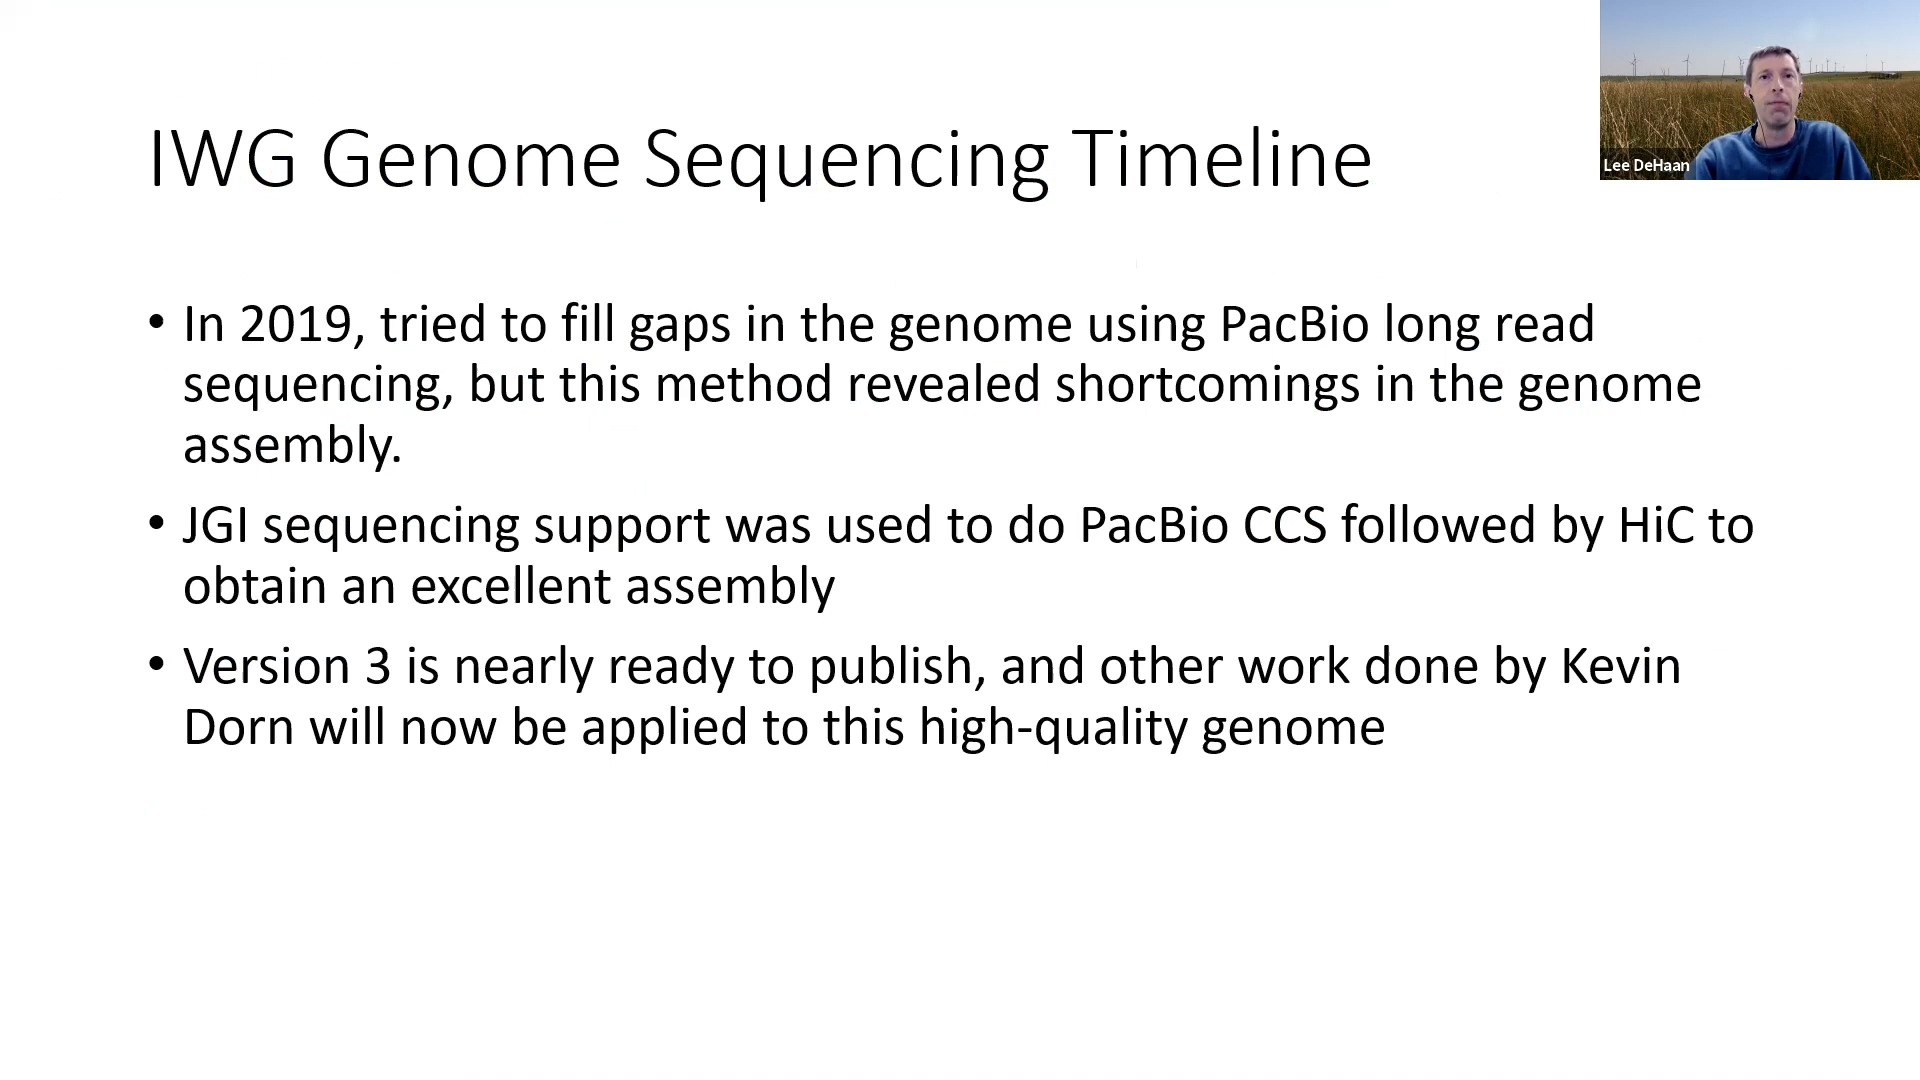 IWG Genome Sequencing Timeline
Lee DeHaan
• In 2019, tried to fill gaps in the genome using PacBio long read
sequencing, but this method revealed shortcomings in the genome
assembly.
• JGI sequencing support was used to do PacBio CCS followed by HiC to
obtain an excellent assembly
• Version 3 is nearly ready to publish, and other work done by Kevin
Dorn will now be applied to this high-quality genome